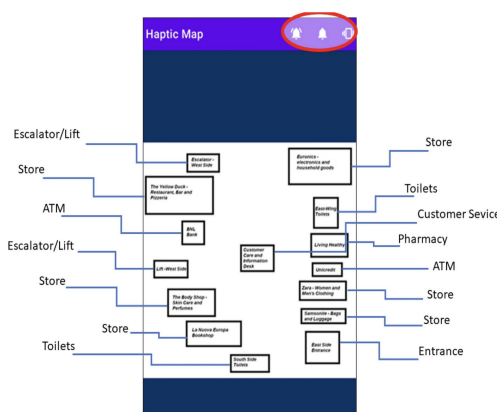 Haptic Map
Escalator/Lift
Store
ATM
Escalator/Lift
Store
Store
Toilets
Escalator -
West Side
The Yellow Duck -
Restaurant, Bar and
Pizzeria
BNL
Bank
Lift -West Side
The Body Shop -
Skin Care and
Perfumes
La Nuova Europa
Bookshop
South Side
Toilets
Customer
Care and
Information
Desk
Euronics -
electronics and
household goods
East-Wing
Toilets
Living Healthy
Unicredit
Zara - Women and
Men's Clothing
Samsonite - Bags
and Luggage
East Side
Entrance
Store
Toilets
Customer Sevice
Pharmacy
ATM
Store
Store
Entrance